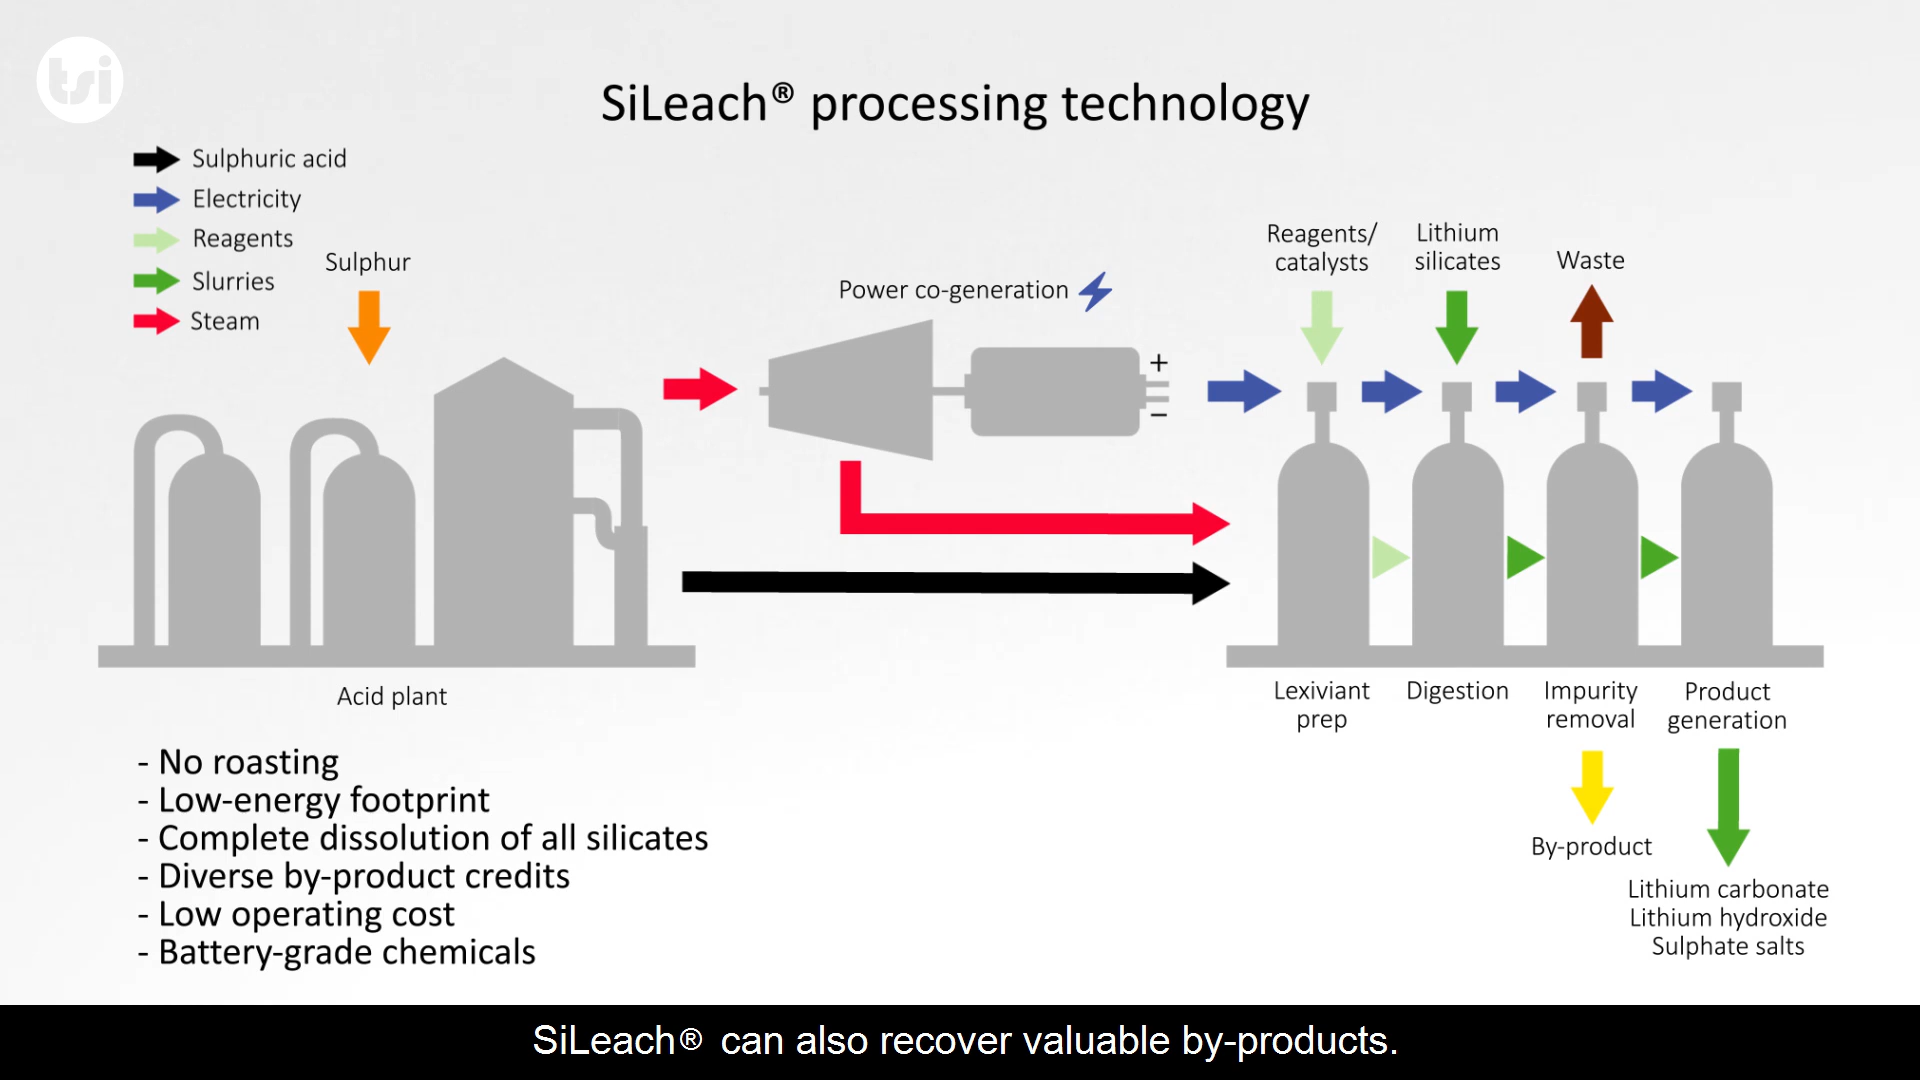 tsi
SiLeach® processing technology
Sulphuric acid
Electricity
Reagents
Slurries
Steam
Sulphur
Power co-generation
+
−
Reagents/
catalysts
Lithium
silicates
Waste
Acid plant
Lexiviant
prep
Digestion
Impurity
removal
Product
generation
By-product
Lithium carbonate
Lithium hydroxide
Sulphate salts
- No roasting
- Low-energy footprint
- Complete dissolution of all silicates
- Diverse by-product credits
- Low operating cost
- Battery-grade chemicals
SiLeach® can also recover valuable by-products.